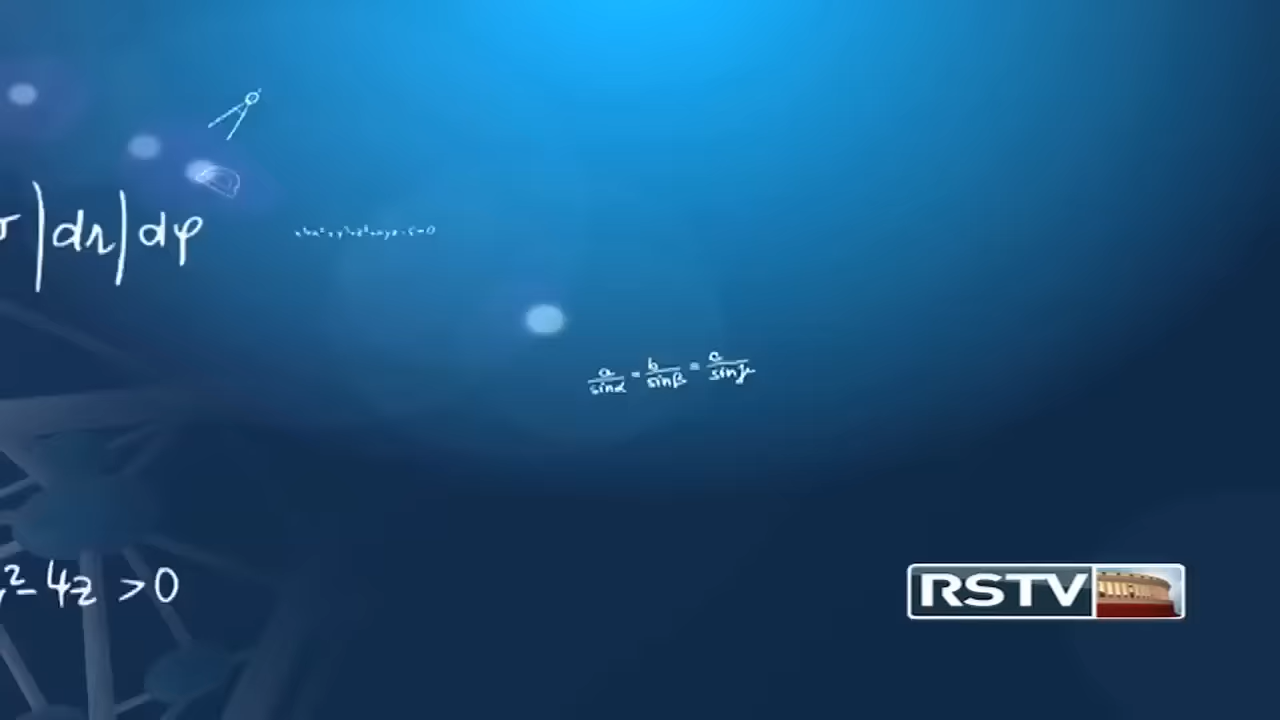 |dr|dφ
a/sinα = b/sinβ = c/sinγ
²-4z >0
RSTV